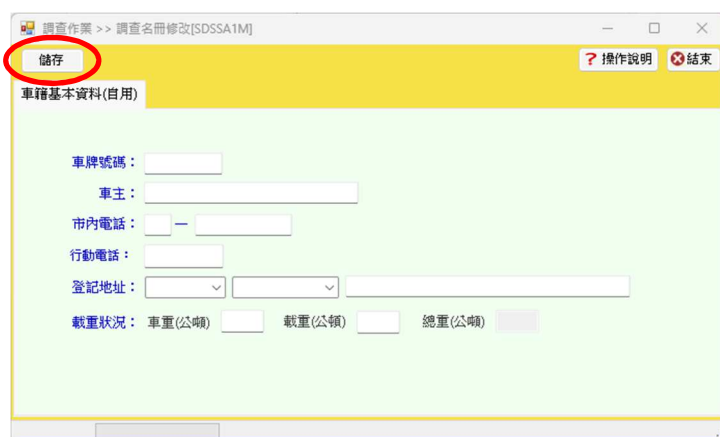 調查作業 >> 調查名冊修改[SDSSA1M]
儲存 ? 操作說明 結束
車籍基本資料(自用)
車牌號碼：
車主：
市內電話： —
行動電話：
登記地址：
載重狀況： 車重(公噸) 載重(公頓) 總重(公噸)